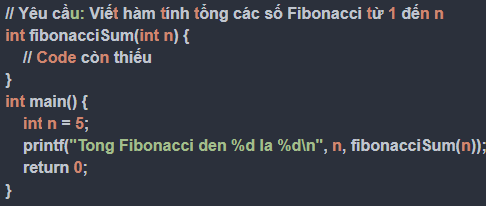 // Yêu cầu: Viết hàm tính tổng các số Fibonacci từ 1 đến n
int fibonacciSum(int n) {
// Code còn thiếu
}
int main() {
int n = 5;
printf("Tong Fibonacci den %d la %d\n", n, fibonacciSum(n));
return 0;
}